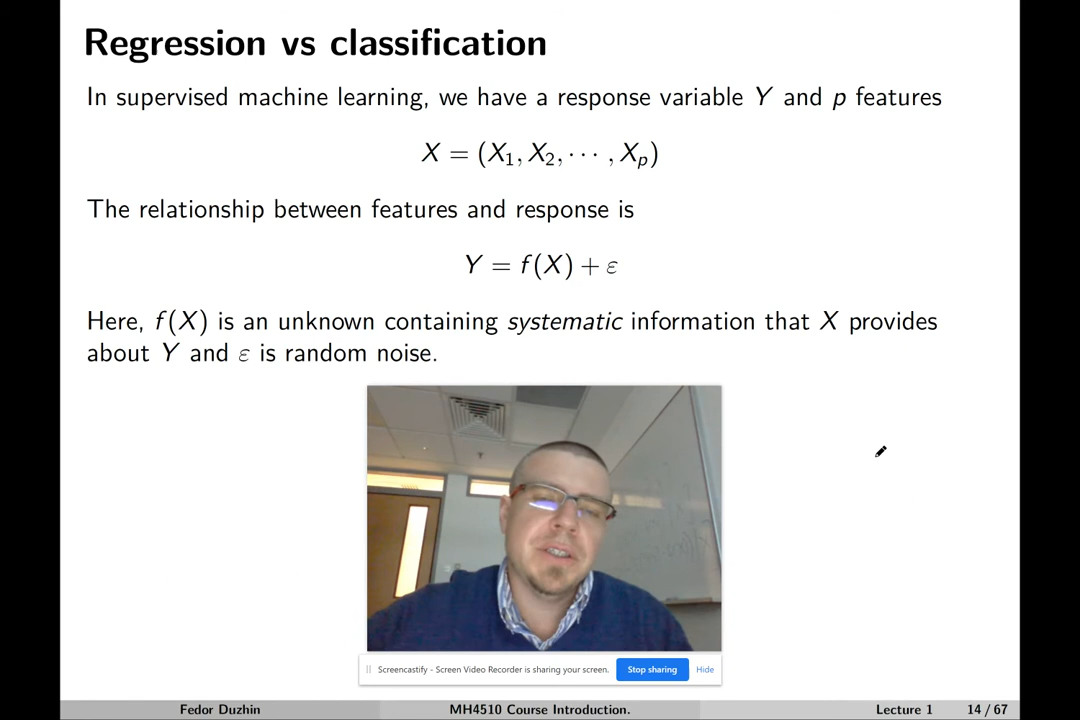 Regression vs classification
In supervised machine learning, we have a response variable Y and p features
X = (X₁, X₂, ⋯ , Xₚ)
The relationship between features and response is
Y = f(X) + ε
Here, f(X) is an unknown containing systematic information that X provides
about Y and ε is random noise.
Screencastify - Screen Video Recorder is sharing your screen. Stop sharing Hide
Fedor Duzhin MH4510 Course Introduction. Lecture 1 14 / 67